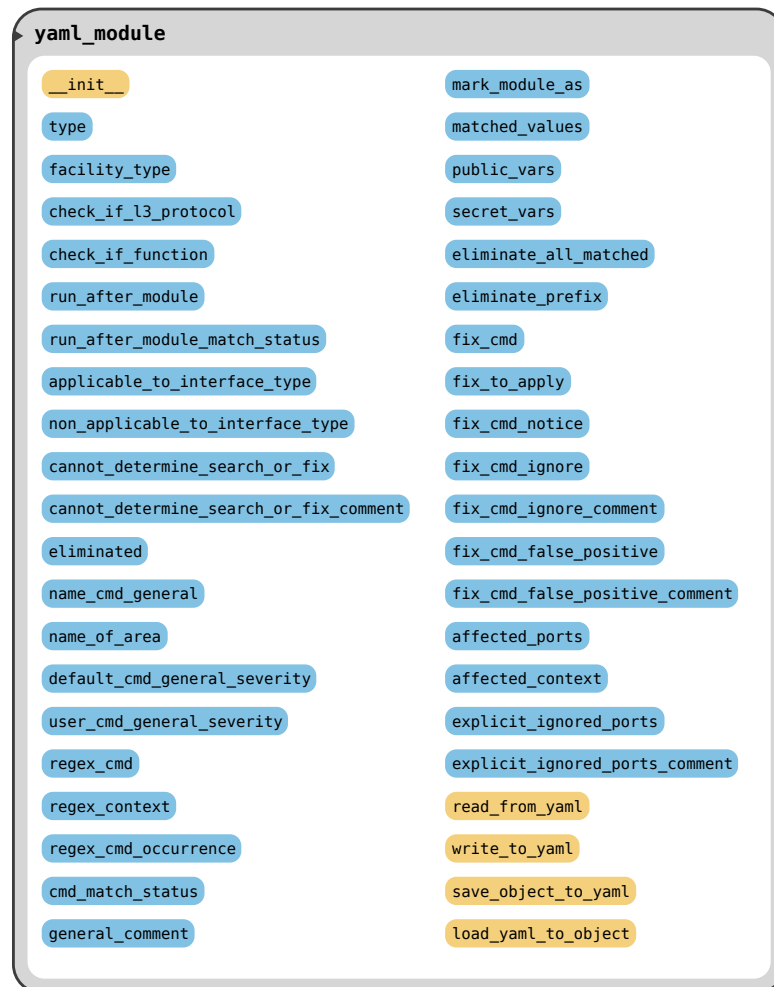 yaml_module
__init__
type
facility_type
check_if_l3_protocol
check_if_function
run_after_module
run_after_module_match_status
applicable_to_interface_type
non_applicable_to_interface_type
cannot_determine_search_or_fix
cannot_determine_search_or_fix_comment
eliminated
name_cmd_general
name_of_area
default_cmd_general_severity
user_cmd_general_severity
regex_cmd
regex_context
regex_cmd_occurrence
cmd_match_status
general_comment
mark_module_as
matched_values
public_vars
secret_vars
eliminate_all_matched
eliminate_prefix
fix_cmd
fix_to_apply
fix_cmd_notice
fix_cmd_ignore
fix_cmd_ignore_comment
fix_cmd_false_positive
fix_cmd_false_positive_comment
affected_ports
affected_context
explicit_ignored_ports
explicit_ignored_ports_comment
read_from_yaml
write_to_yaml
save_object_to_yaml
load_yaml_to_object